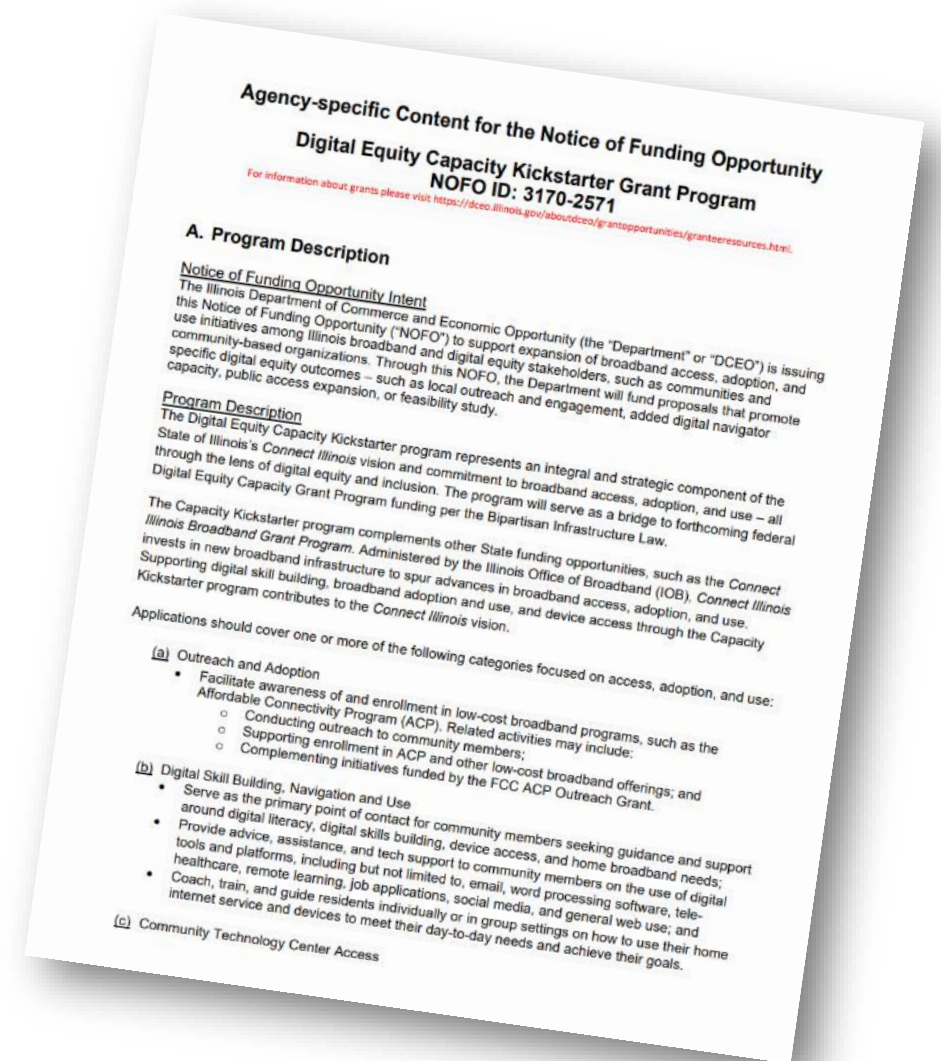 Agency-specific Content for the Notice of Funding Opportunity
Digital Equity Capacity Kickstarter Grant Program
NOFO ID: 3170-2571
For information about grants please visit https://dceo.illinois.gov/aboutdceo/grantopportunities/granteeresources.html.
A. Program Description
Notice of Funding Opportunity Intent
The Illinois Department of Commerce and Economic Opportunity (the "Department" or "DCEO") is issuing
this Notice of Funding Opportunity ("NOFO") to support expansion of broadband access, adoption, and
use initiatives among Illinois broadband and digital equity stakeholders, such as communities and
community-based organizations. Through this NOFO, the Department will fund proposals that promote
specific digital equity outcomes – such as local outreach and engagement, added digital navigator
capacity, public access expansion, or feasibility study.
Program Description
The Digital Equity Capacity Kickstarter program represents an integral and strategic component of the
State of Illinois's Connect Illinois vision and commitment to broadband access, adoption, and use – all
through the lens of digital equity and inclusion. The program will serve as a bridge to forthcoming federal
Digital Equity Capacity Grant Program funding per the Bipartisan Infrastructure Law.
The Capacity Kickstarter program complements other State funding opportunities, such as the Connect
Illinois Broadband Grant Program. Administered by the Illinois Office of Broadband (IOB), Connect Illinois
invests in new broadband infrastructure to spur advances in broadband access, adoption, and use.
Supporting digital skill building, broadband adoption and use, and device access through the Capacity
Kickstarter program contributes to the Connect Illinois vision.
Applications should cover one or more of the following categories focused on access, adoption, and use:
(a) Outreach and Adoption
• Facilitate awareness of and enrollment in low-cost broadband programs, such as the
Affordable Connectivity Program (ACP). Related activities may include:
○ Conducting outreach to community members;
○ Supporting enrollment in ACP and other low-cost broadband offerings; and
○ Complementing initiatives funded by the FCC ACP Outreach Grant.
(b) Digital Skill Building, Navigation and Use
• Serve as the primary point of contact for community members seeking guidance and support
around digital literacy, digital skills building, device access, and home broadband needs;
• Provide advice, assistance, and tech support to community members on the use of digital
tools and platforms, including but not limited to, email, word processing software, tele-
healthcare, remote learning, job applications, social media, and general web use; and
• Coach, train, and guide residents individually or in group settings on how to use their home
internet service and devices to meet their day-to-day needs and achieve their goals.
(c) Community Technology Center Access